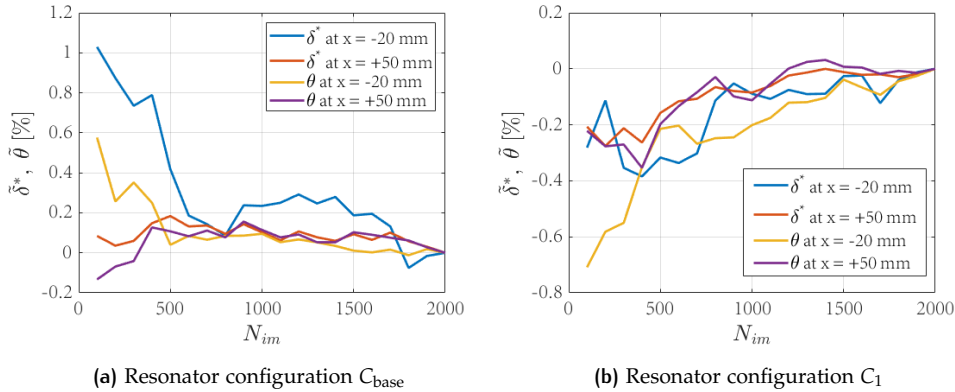 1.2
1
0.8
0.6
0.4
0.2
0
-0.2
δ̃*, θ̃ [%]
δ* at x = -20 mm
δ* at x = +50 mm
θ at x = -20 mm
θ at x = +50 mm
0 500 1000 1500 2000
N_im
(a) Resonator configuration C_base
0.2
0
-0.2
-0.4
-0.6
-0.8
δ̃*, θ̃ [%]
δ* at x = -20 mm
δ* at x = +50 mm
θ at x = -20 mm
θ at x = +50 mm
0 500 1000 1500 2000
N_im
(b) Resonator configuration C_1